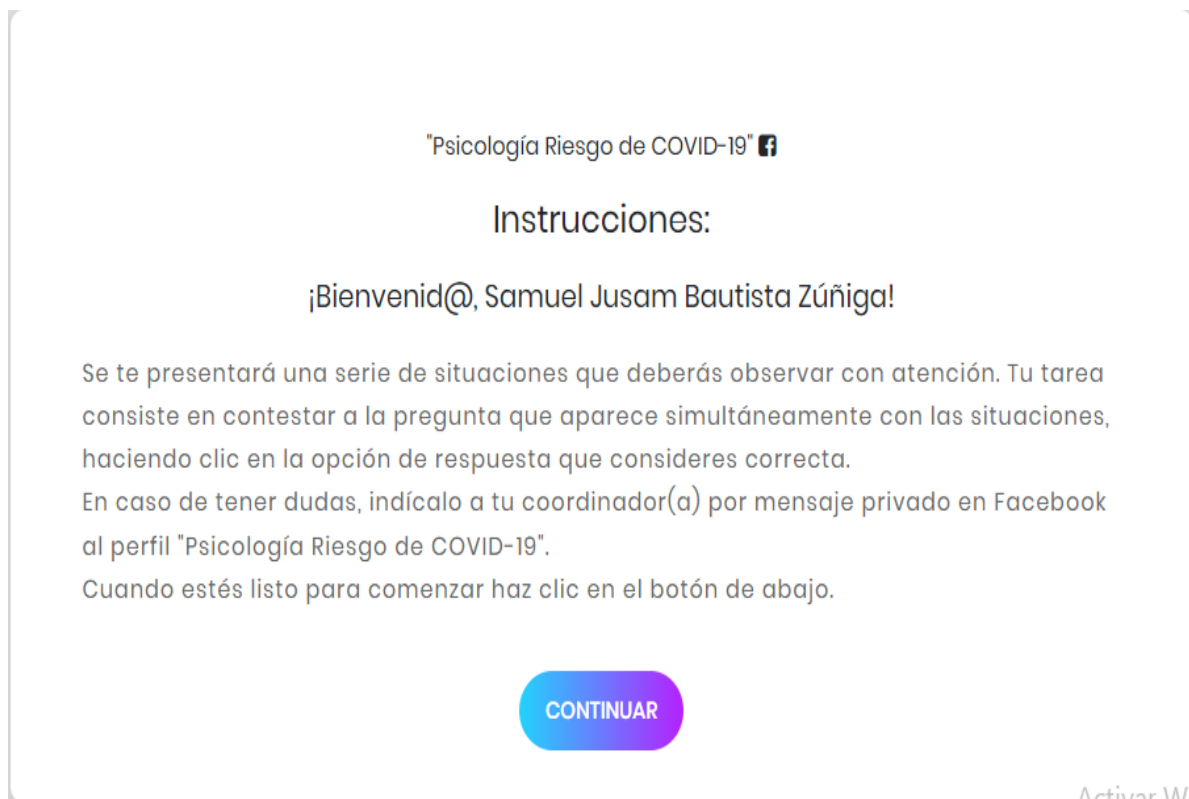 "Psicología Riesgo de COVID-19"
Instrucciones:
¡Bienvenid@, Samuel Jusam Bautista Zúñiga!
Se te presentará una serie de situaciones que deberás observar con atención. Tu tarea
consiste en contestar a la pregunta que aparece simultáneamente con las situaciones,
haciendo clic en la opción de respuesta que consideres correcta.
En caso de tener dudas, indícalo a tu coordinador(a) por mensaje privado en Facebook
al perfil "Psicología Riesgo de COVID-19".
Cuando estés listo para comenzar haz clic en el botón de abajo.
CONTINUAR
Activar W